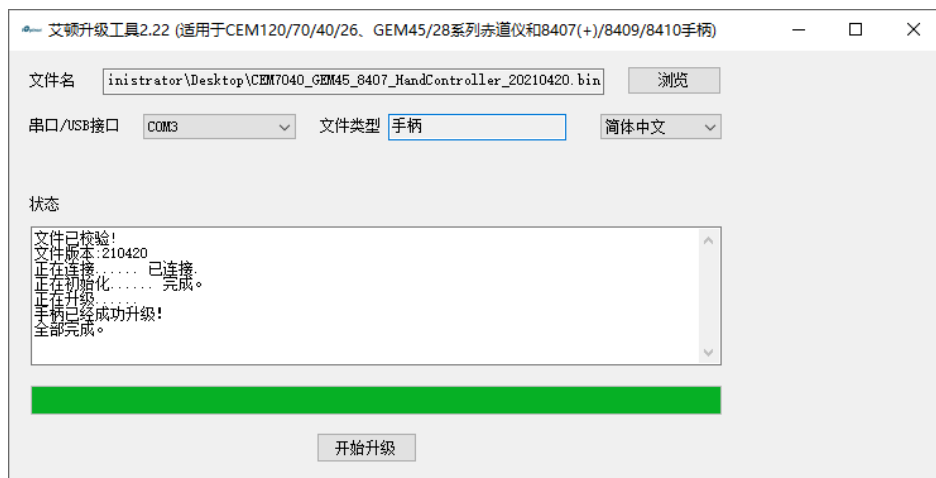 艾顿升级工具2.22 (适用于CEM120/70/40/26、GEM45/28系列赤道仪和8407(+)/8409/8410手柄)
文件名 inistrator\Desktop\CEM7040_GEM45_8407_HandController_20210420.bin 浏览
串口/USB接口 COM3 文件类型 手柄 简体中文
状态
文件已校验!
文件版本:210420
正在连接...... 已连接.
正在初始化...... 完成。
正在升级......
手柄已经成功升级!
全部完成。
开始升级